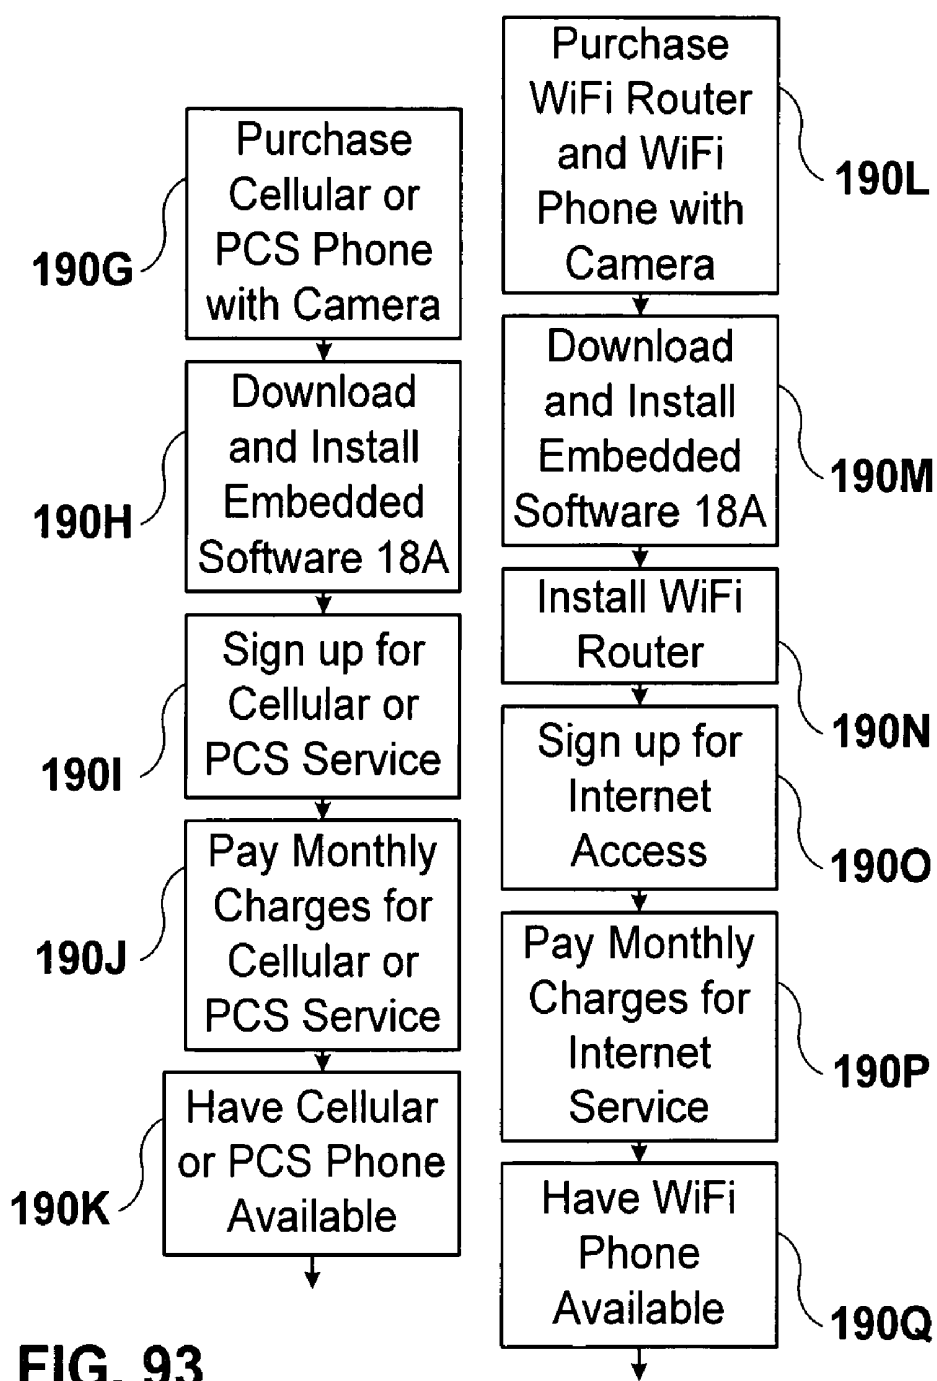 Purchase
Cellular or
PCS Phone
with Camera
190G
Download
and Install
Embedded
Software 18A
190H
Sign up for
Cellular or
PCS Service
190I
Pay Monthly
Charges for
Cellular or
PCS Service
190J
Have Cellular
or PCS Phone
Available
190K
Purchase
WiFi Router
and WiFi
Phone with
Camera
190L
Download
and Install
Embedded
Software 18A
190M
Install WiFi
Router
190N
Sign up for
Internet
Access
190O
Pay Monthly
Charges for
Internet
Service
190P
Have WiFi
Phone
Available
190Q
FIG. 93